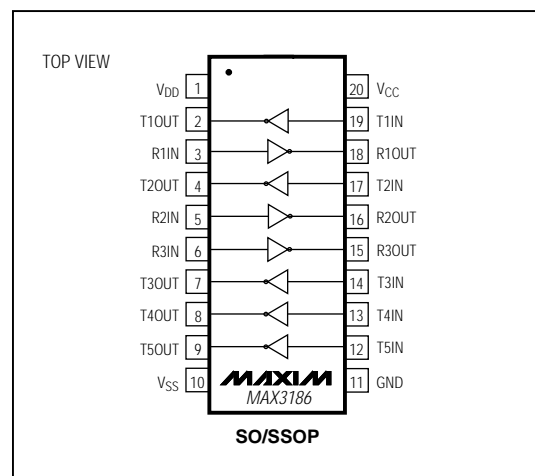 TOP VIEW
VDD 1 20 VCC
T1OUT 2 19 T1IN
R1IN 3 18 R1OUT
T2OUT 4 17 T2IN
R2IN 5 16 R2OUT
R3IN 6 15 R3OUT
T3OUT 7 14 T3IN
T4OUT 8 13 T4IN
T5OUT 9 12 T5IN
VSS 10 MAXIM 11 GND
MAX3186
SO/SSOP